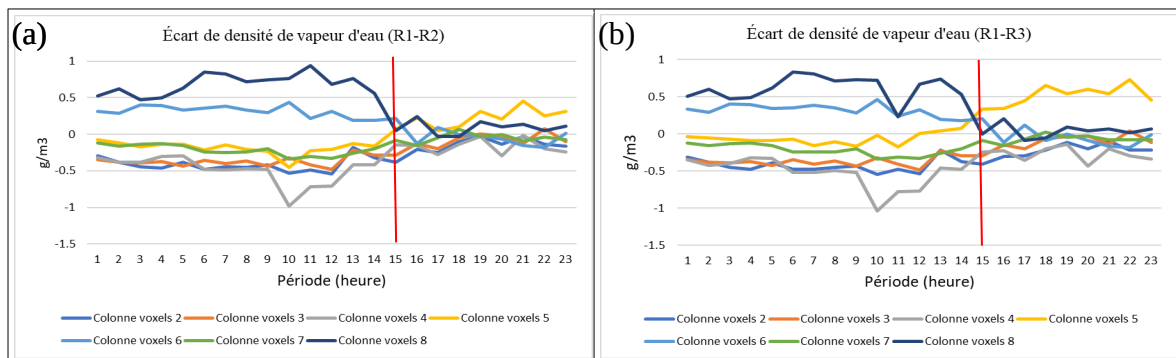 (a)
Écart de densité de vapeur d'eau (R1-R2)
1
0.5
0
-0.5
-1
-1.5
g/m3
1 2 3 4 5 6 7 8 9 10 11 12 13 14 15 16 17 18 19 20 21 22 23
Période (heure)
Colonne voxels 2 Colonne voxels 3 Colonne voxels 4 Colonne voxels 5
Colonne voxels 6 Colonne voxels 7 Colonne voxels 8
(b)
Écart de densité de vapeur d'eau (R1-R3)
1
0.5
0
-0.5
-1
-1.5
g/m3
1 2 3 4 5 6 7 8 9 10 11 12 13 14 15 16 17 18 19 20 21 22 23
Période (heure)
Colonne voxels 2 Colonne voxels 3 Colonne voxels 4 Colonne voxels 5
Colonne voxels 6 Colonne voxels 7 Colonne voxels 8